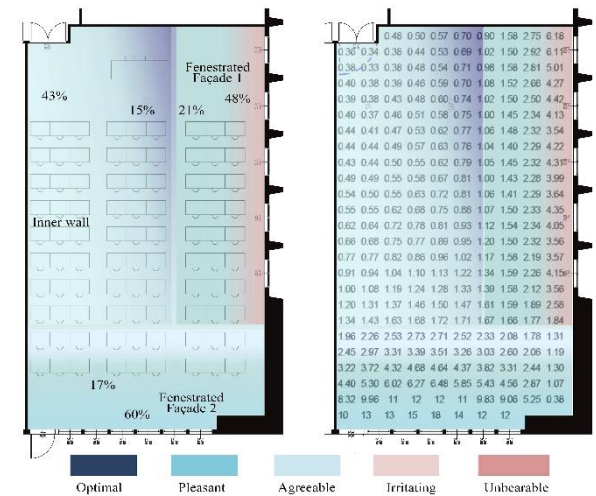 Fenestrated
Façade 1
43%
48%
15%
21%
Inner wall
17%
Fenestrated
Façade 2
60%
0.48 0.50 0.57 0.70 0.90 1.58 2.75 6.18
0.36 0.34 0.38 0.44 0.53 0.69 1.02 1.50 2.92 6.11
0.38 0.33 0.38 0.48 0.54 0.71 0.98 1.58 2.81 5.01
0.40 0.38 0.39 0.46 0.59 0.70 1.08 1.52 2.66 4.27
0.39 0.38 0.43 0.48 0.60 0.74 1.02 1.50 2.50 4.42
0.40 0.37 0.46 0.51 0.58 0.75 1.00 1.45 2.34 4.13
0.44 0.41 0.47 0.53 0.62 0.77 1.06 1.48 2.32 3.54
0.44 0.44 0.49 0.57 0.63 0.76 1.04 1.40 2.29 4.22
0.43 0.44 0.50 0.55 0.62 0.79 1.05 1.45 2.32 4.31
0.49 0.49 0.55 0.58 0.67 0.81 1.00 1.43 2.28 3.99
0.54 0.50 0.55 0.63 0.72 0.81 1.06 1.41 2.29 3.64
0.55 0.55 0.62 0.68 0.75 0.88 1.07 1.50 2.33 4.35
0.62 0.64 0.72 0.78 0.81 0.93 1.12 1.54 2.34 4.05
0.66 0.68 0.75 0.77 0.89 0.95 1.20 1.50 2.32 3.56
0.77 0.77 0.82 0.86 0.96 1.02 1.17 1.58 2.19 3.57
0.91 0.94 1.04 1.10 1.13 1.22 1.34 1.59 2.26 4.15
1.00 1.08 1.19 1.24 1.28 1.33 1.39 1.58 2.12 3.56
1.20 1.31 1.37 1.46 1.50 1.47 1.61 1.59 1.89 2.58
1.34 1.43 1.63 1.68 1.72 1.71 1.67 1.66 1.77 1.84
1.96 2.26 2.53 2.73 2.71 2.52 2.33 2.08 1.78 1.31
2.45 2.97 3.31 3.39 3.51 3.26 3.03 2.60 2.06 1.19
3.22 3.72 4.32 4.68 4.64 4.37 3.82 3.31 2.44 1.30
4.40 5.30 6.02 6.27 6.48 5.85 5.43 4.56 2.87 1.07
8.32 9.96 11 12 12 11 9.83 9.06 5.25 0.38
10 13 13 15 18 14 12 12
Optimal Pleasant Agreeable Irritating Unbearable